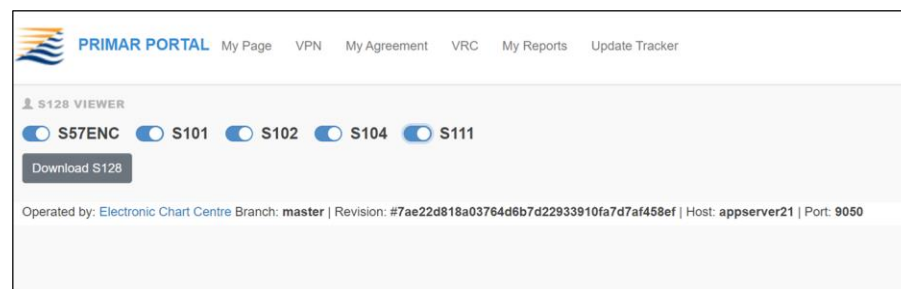 PRIMAR PORTAL My Page VPN My Agreement VRC My Reports Update Tracker
S128 VIEWER
S57ENC S101 S102 S104 S111
Download S128
Operated by: Electronic Chart Centre Branch: master | Revision: #7ae22d818a03764d6b7d22933910fa7d7af458ef | Host: appserver21 | Port: 9050